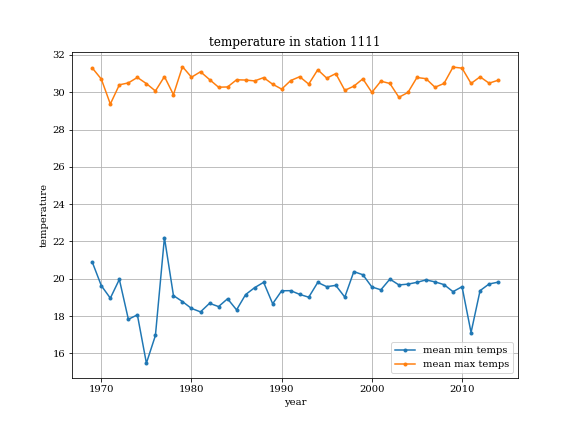 temperature in station 1111
32
30
28
26
24
22
20
18
16
temperature
1970
1980
1990
2000
2010
year
mean min temps
mean max temps